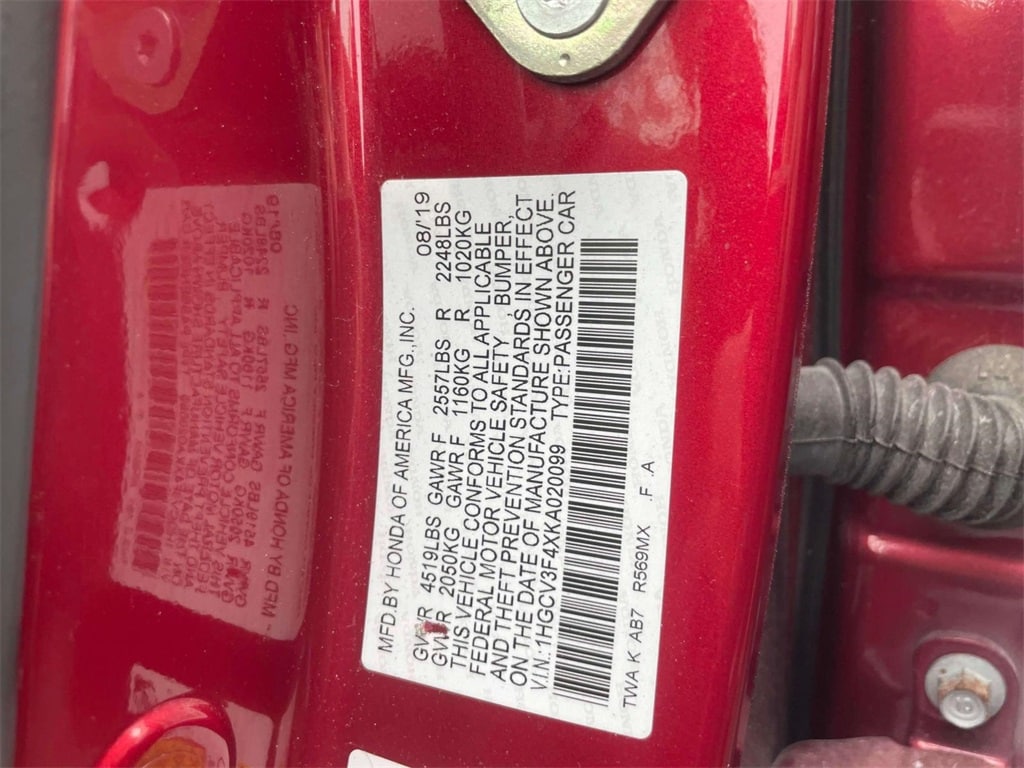 MFD.BY HONDA OF AMERICA MFG.,INC. 08/'19
GVWR 4519LBS GAWR F 2557LBS R 2248LBS
GVWR 2050KG GAWR F 1160KG R 1020KG
THIS VEHICLE CONFORMS TO ALL APPLICABLE
FEDERAL MOTOR VEHICLE SAFETY, BUMPER,
AND THEFT PREVENTION STANDARDS IN EFFECT
ON THE DATE OF MANUFACTURE SHOWN ABOVE.
V.I.N.:1HGCV3F4XKA020099 TYPE:PASSENGER CAR
TWA K AB7 R569MX .F .A